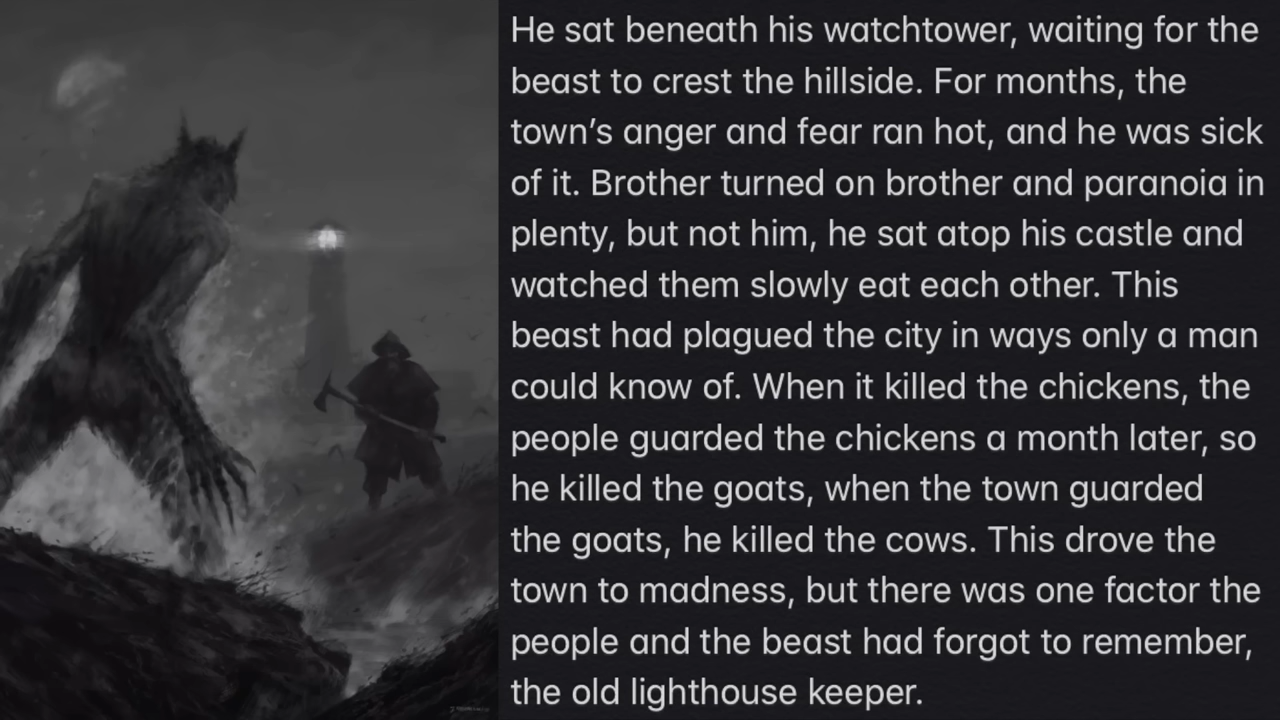 He sat beneath his watchtower, waiting for the
beast to crest the hillside. For months, the
town’s anger and fear ran hot, and he was sick
of it. Brother turned on brother and paranoia in
plenty, but not him, he sat atop his castle and
watched them slowly eat each other. This
beast had plagued the city in ways only a man
could know of. When it killed the chickens, the
people guarded the chickens a month later, so
he killed the goats, when the town guarded
the goats, he killed the cows. This drove the
town to madness, but there was one factor the
people and the beast had forgot to remember,
the old lighthouse keeper.